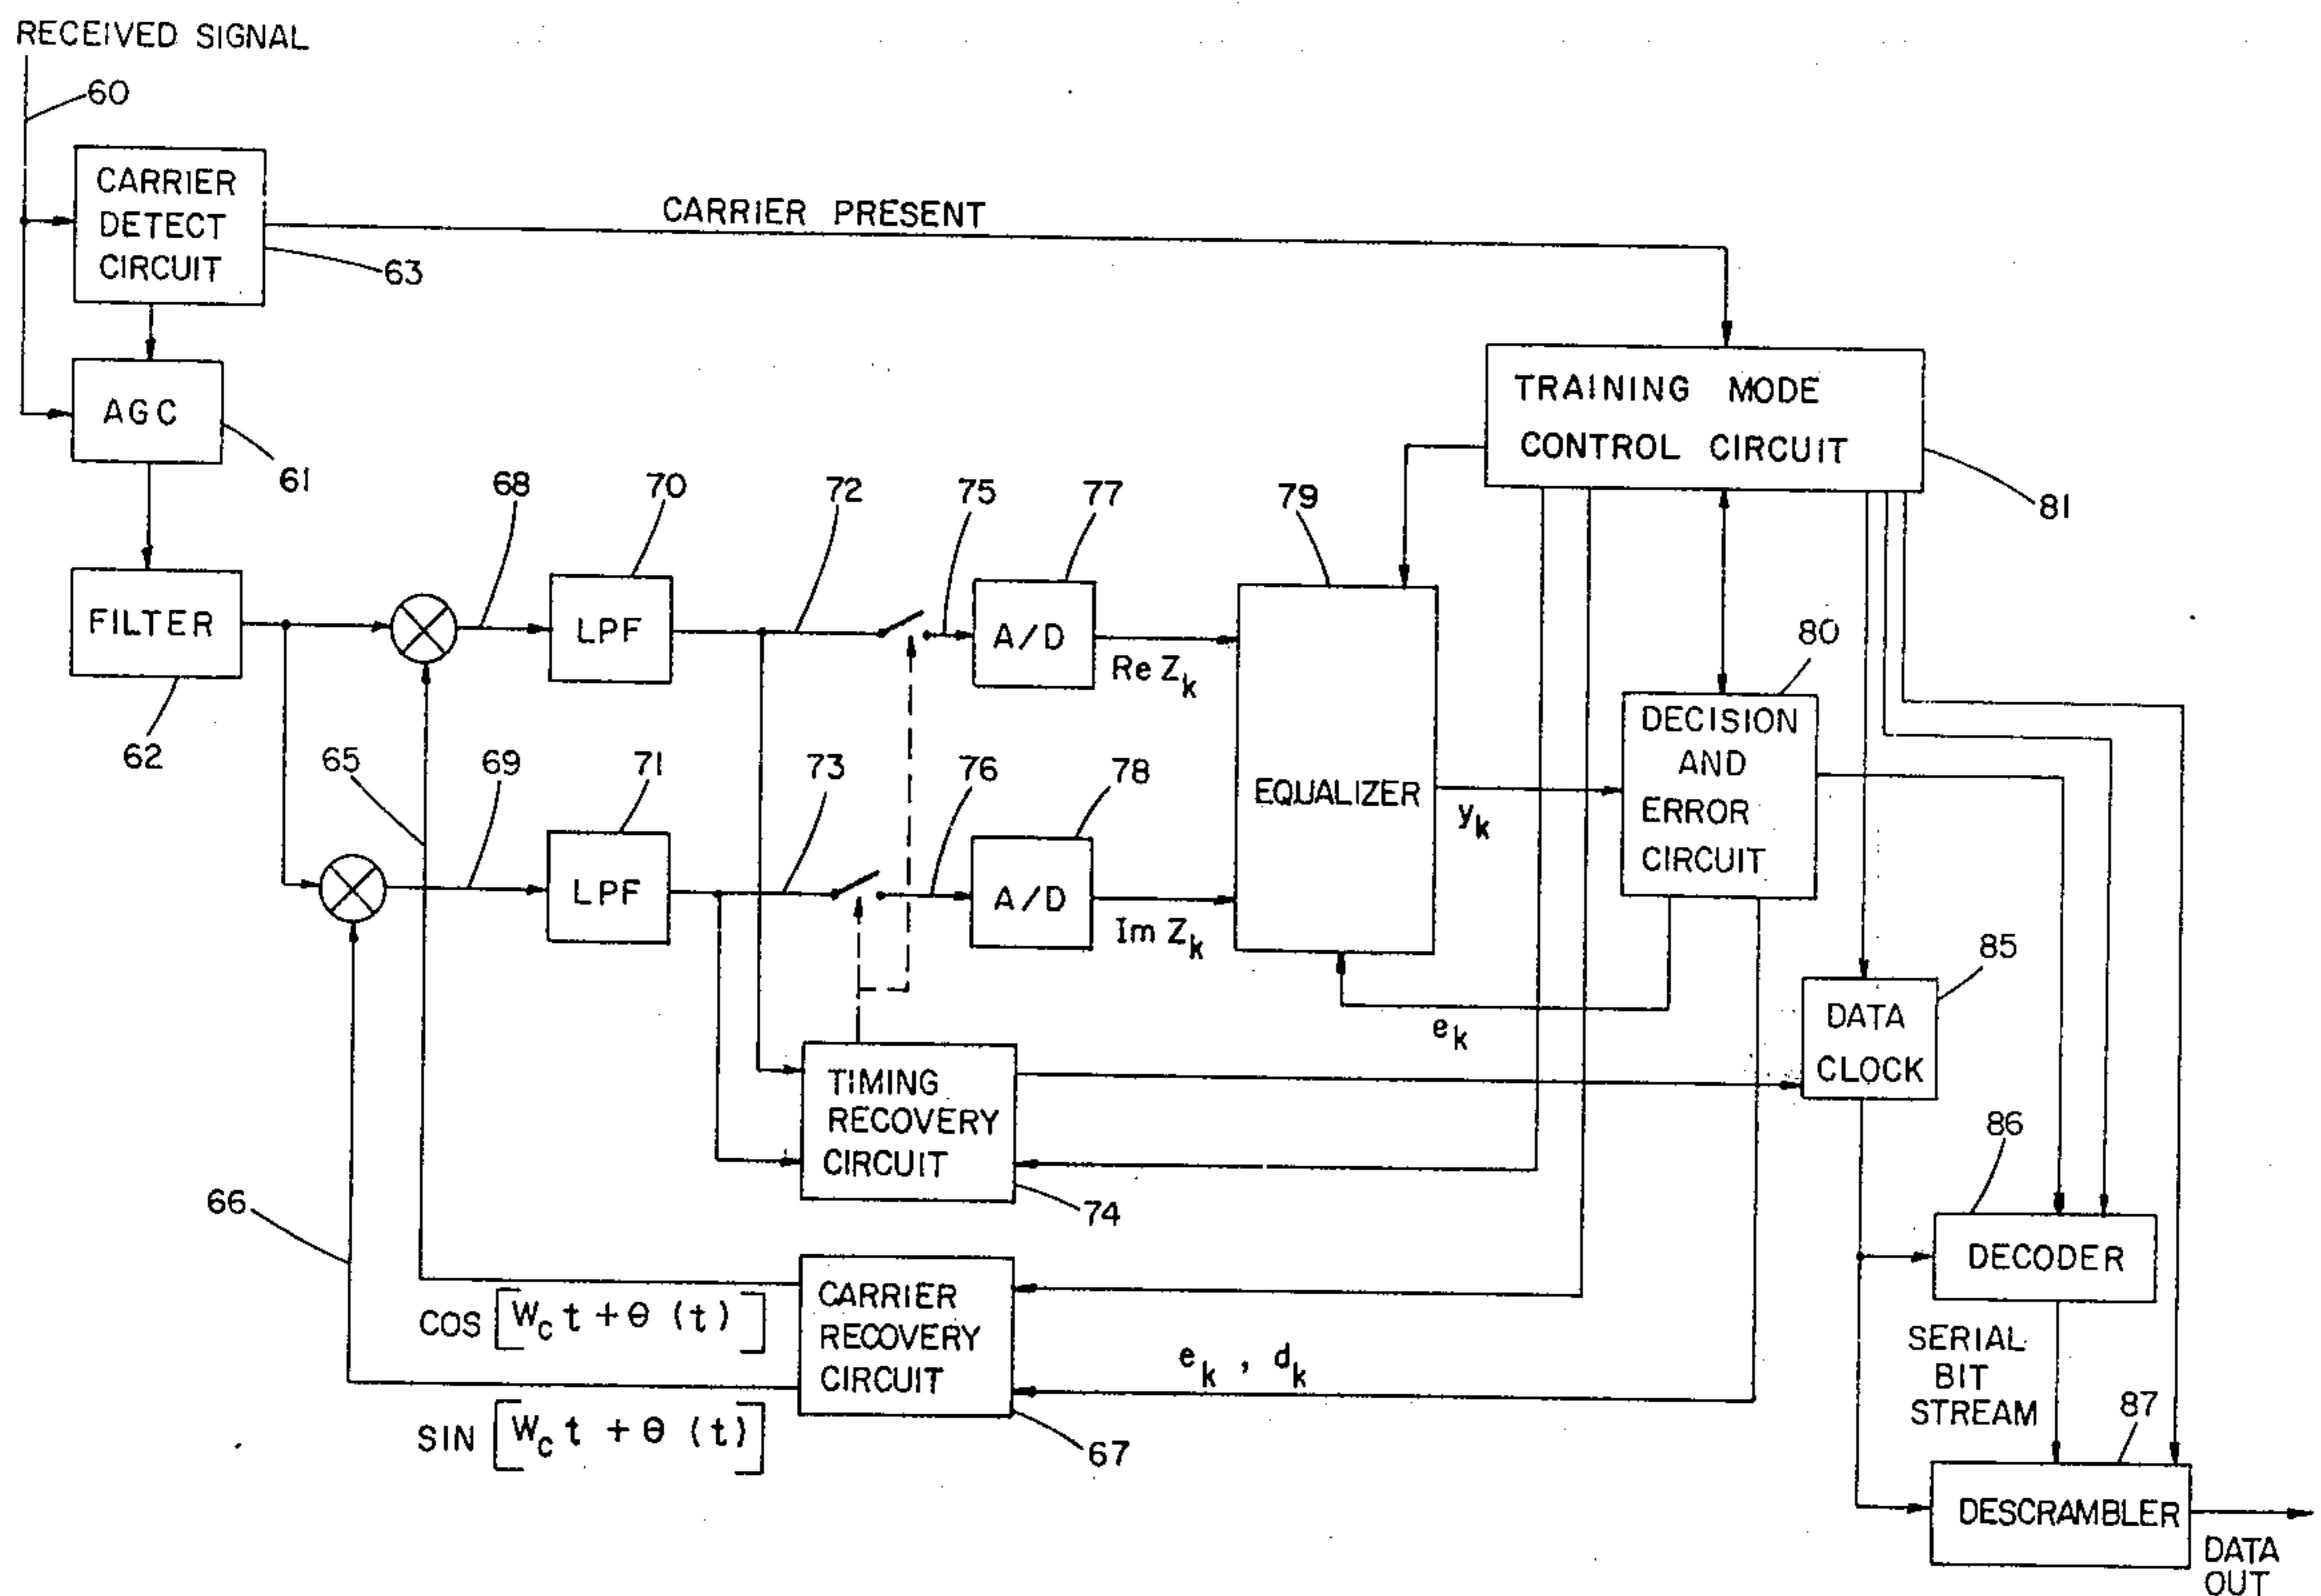 RECEIVED SIGNAL
60
CARRIER
DETECT
CIRCUIT
63
CARRIER PRESENT
AGC
61
TRAINING MODE
CONTROL CIRCUIT
81
FILTER
62
68
70
LPF
72
75
77
A/D
Re Z_k
79
EQUALIZER
80
DECISION
AND
ERROR
CIRCUIT
65
69
71
LPF
73
76
78
A/D
Im Z_k
y_k
e_k
85
DATA
CLOCK
TIMING
RECOVERY
CIRCUIT
74
66
86
DECODER
COS [W_c t + θ (t)]
CARRIER
RECOVERY
CIRCUIT
67
e_k , d_k
SIN [W_c t + θ (t)]
SERIAL
BIT
STREAM
87
DESCRAMBLER
DATA
OUT